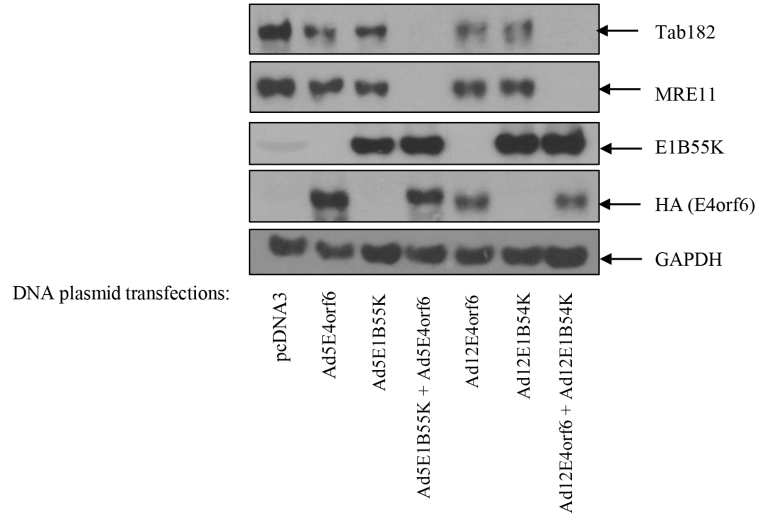 Tab182
MRE11
E1B55K
HA (E4orf6)
GAPDH
DNA plasmid transfections:
pcDNA3
Ad5E4orf6
Ad5E1B55K
Ad5E1B55K + Ad5E4orf6
Ad12E4orf6
Ad12E1B54K
Ad12E4orf6 + Ad12E1B54K